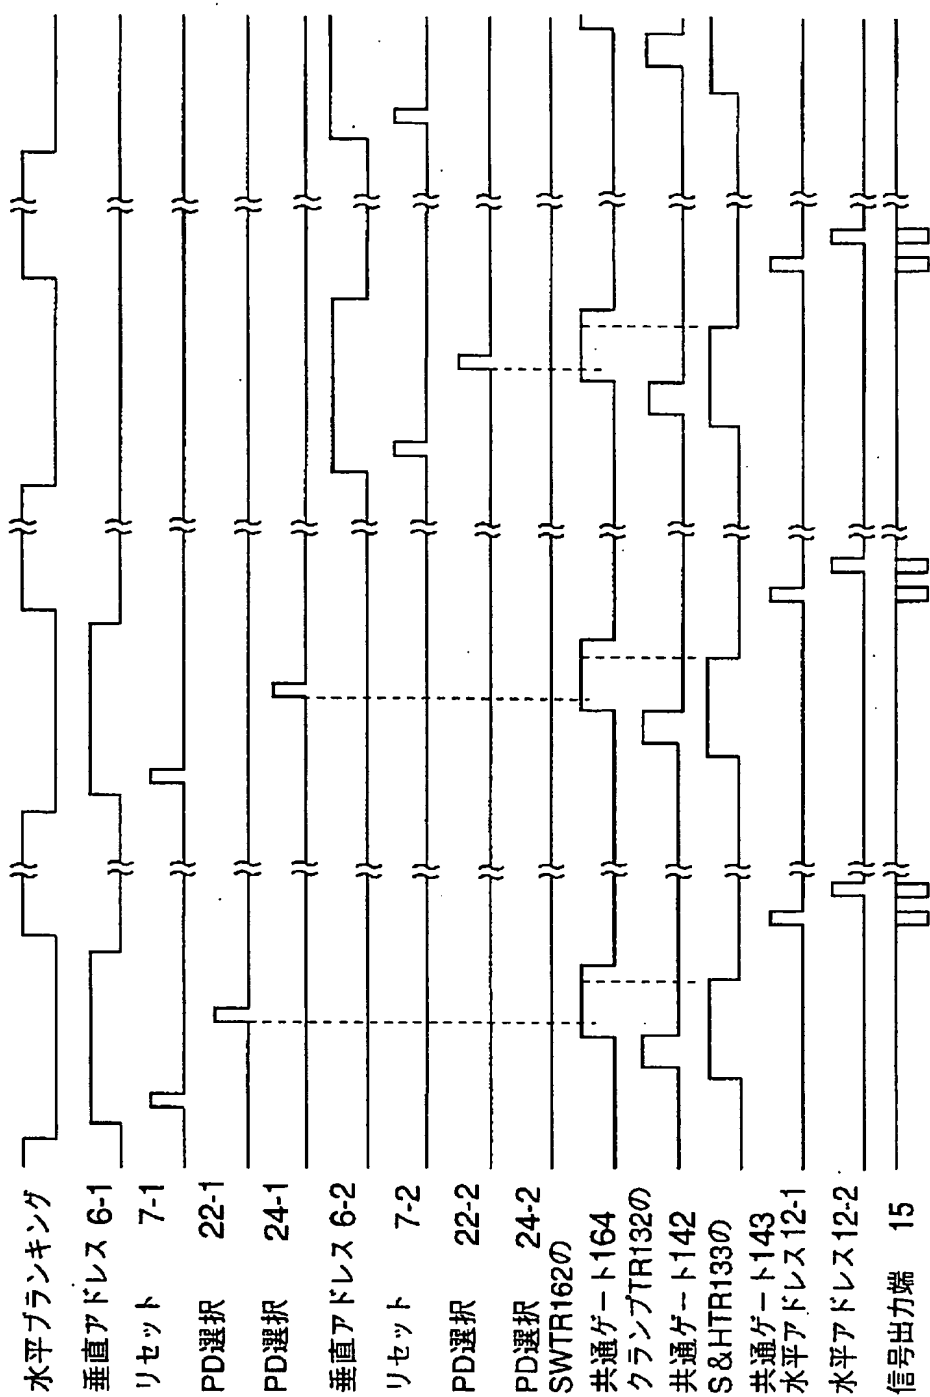 水平ブランキング
垂直アドレス 6-1
リセット 7-1
PD選択 22-1
PD選択 24-1
垂直アドレス 6-2
リセット 7-2
PD選択 22-2
PD選択 24-2
SWTR162の
共通ゲート164
クランプTR132の
共通ゲート142
S&HTR133の
共通ゲート143
水平アドレス12-1
水平アドレス12-2
信号出力端 15